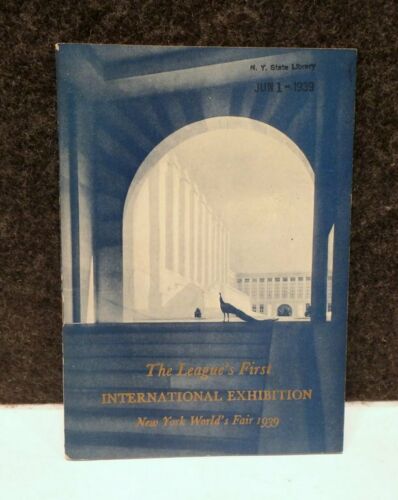 N. Y. State Library
JUN 1 - 1939
The League's First
INTERNATIONAL EXHIBITION
New York World's Fair 1939